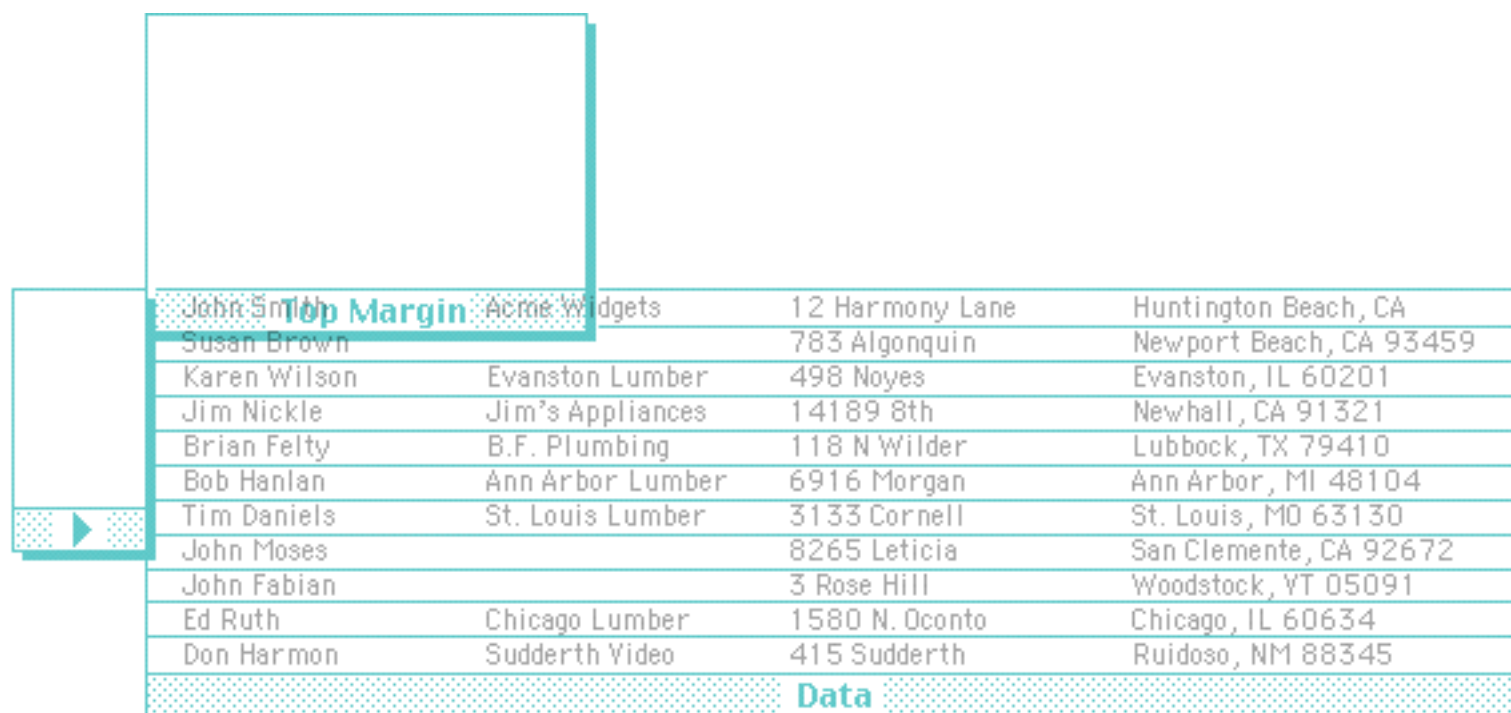 John Smith Acme Widgets 12 Harmony Lane Huntington Beach, CA
Top Margin
Susan Brown 783 Algonquin Newport Beach, CA 93459
Karen Wilson Evanston Lumber 498 Noyes Evanston, IL 60201
Jim Nickle Jim's Appliances 14189 8th Newhall, CA 91321
Brian Felty B.F. Plumbing 118 N Wilder Lubbock, TX 79410
Bob Hanlan Ann Arbor Lumber 6916 Morgan Ann Arbor, MI 48104
Tim Daniels St. Louis Lumber 3133 Cornell St. Louis, MO 63130
John Moses 8265 Leticia San Clemente, CA 92672
John Fabian 3 Rose Hill Woodstock, VT 05091
Ed Ruth Chicago Lumber 1580 N. Oconto Chicago, IL 60634
Don Harmon Sudderth Video 415 Sudderth Ruidoso, NM 88345
Data